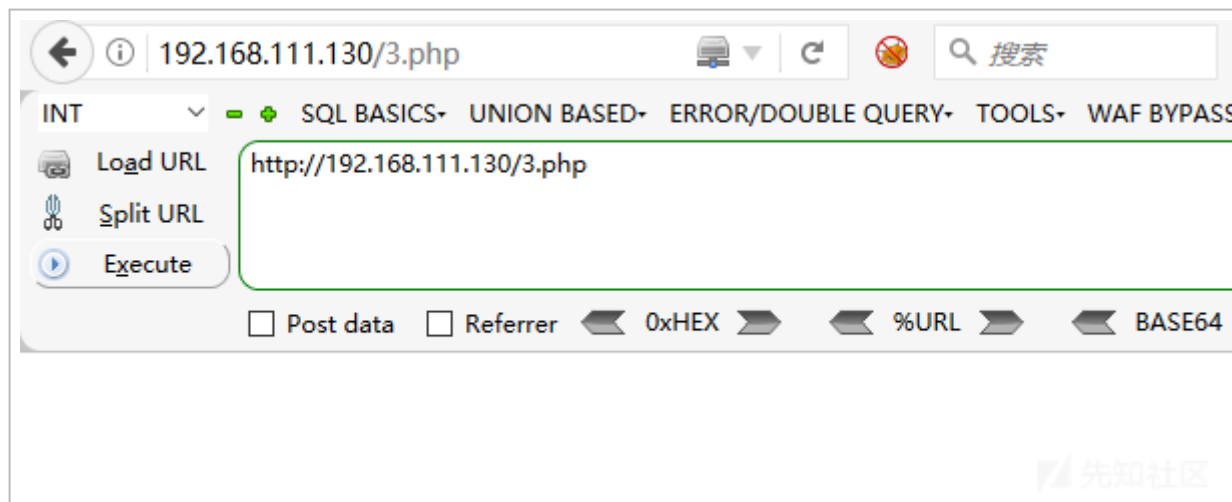 192.168.111.130/3.php 搜索
INT SQL BASICS UNION BASED ERROR/DOUBLE QUERY TOOLS WAF BYPASS
Load URL http://192.168.111.130/3.php
Split URL
Execute
Post data Referrer 0xHEX %URL BASE64
先知社区